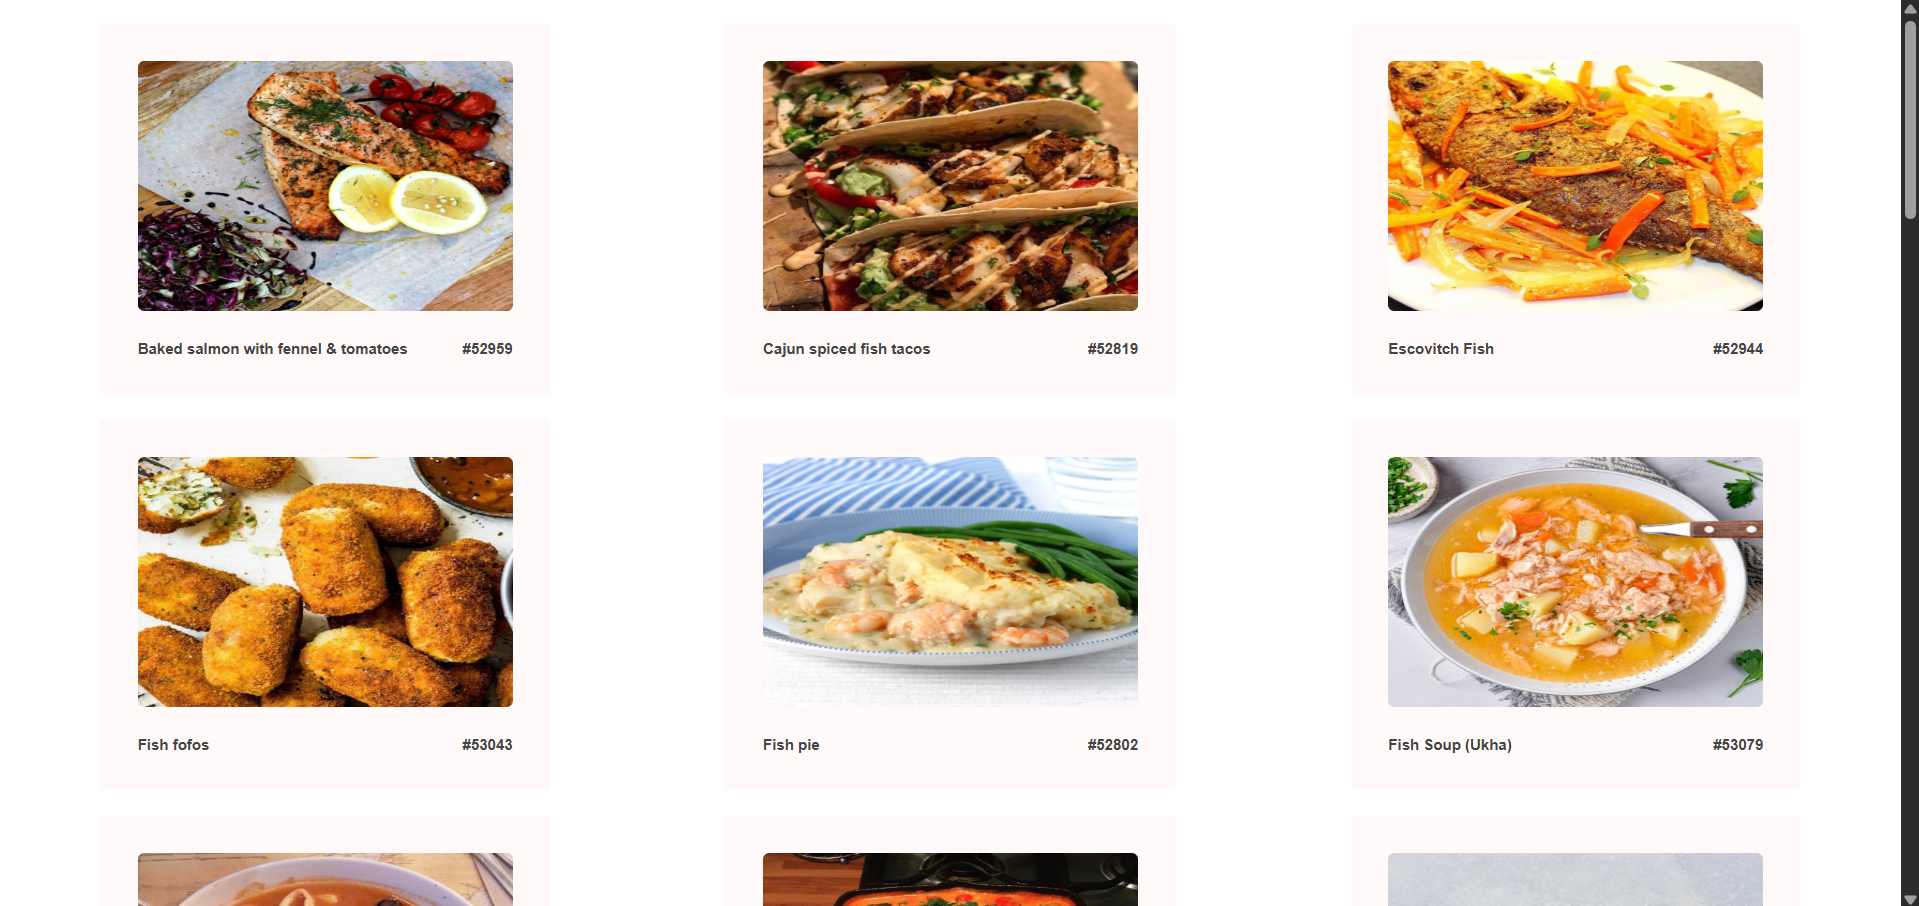 Baked salmon with fennel & tomatoes #52959
Cajun spiced fish tacos #52819
Escovitch Fish #52944
Fish fofos #53043
Fish pie #52802
Fish Soup (Ukha) #53079